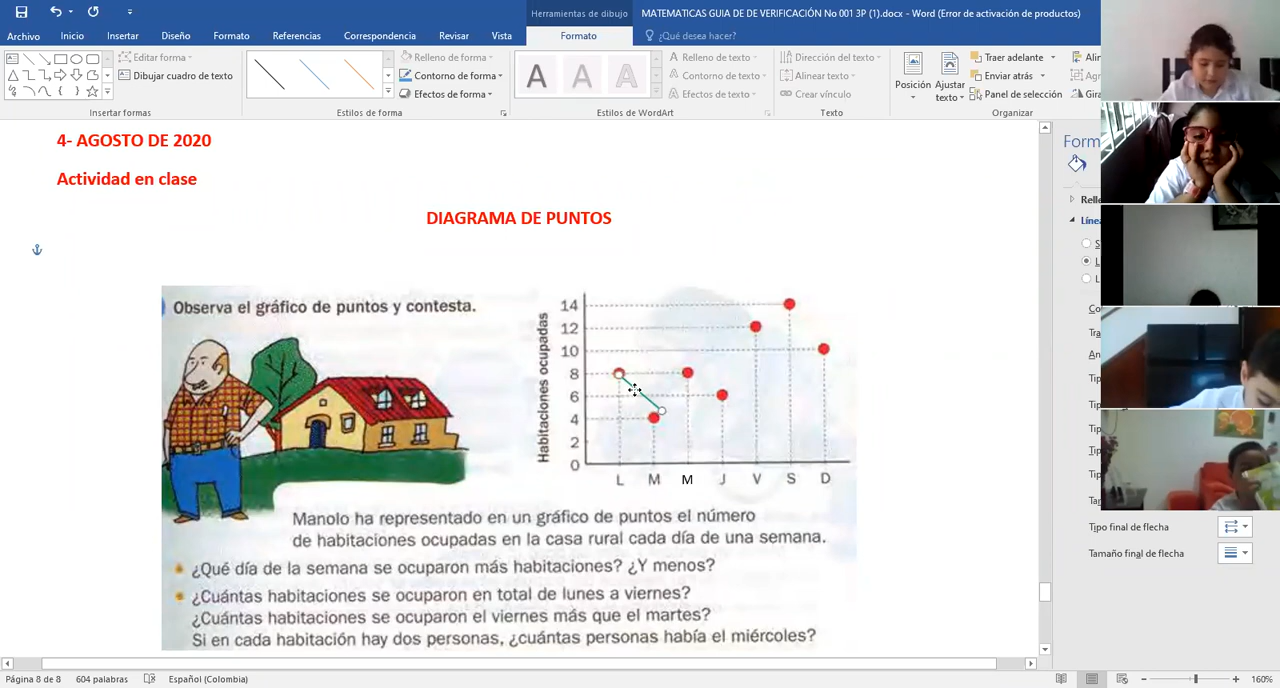 Herramientas de dibujo
MATEMATICAS GUIA DE DE VERIFICACIÓN No 001 3P (1).docx - Word (Error de activación de productos)
Archivo
Inicio
Insertar
Diseño
Formato
Referencias
Correspondencia
Revisar
Vista
Formato
¿Qué desea hacer?
Editar forma
Dibujar cuadro de texto
Insertar formas
Relleno de forma
Contorno de forma
Efectos de forma
Estilos de forma
A A A
Relleno de texto
Contorno de texto
Efectos de texto
Estilos de WordArt
Dirección del texto
Alinear texto
Crear vínculo
Texto
Posición
Ajustar
texto
Traer adelante
Enviar atrás
Panel de selección
Organizar
4- AGOSTO DE 2020
Actividad en clase
DIAGRAMA DE PUNTOS
Observa el gráfico de puntos y contesta.
Habitaciones ocupadas
14
12
10
8
6
4
2
0
L M M J V S D
Manolo ha representado en un gráfico de puntos el número
de habitaciones ocupadas en la casa rural cada día de una semana.
¿Qué día de la semana se ocuparon más habitaciones? ¿Y menos?
¿Cuántas habitaciones se ocuparon en total de lunes a viernes?
¿Cuántas habitaciones se ocuparon el viernes más que el martes?
Si en cada habitación hay dos personas, ¿cuántas personas había el miércoles?
Tipo final de flecha
Tamaño final de flecha
Página 8 de 8
604 palabras
Español (Colombia)
160%